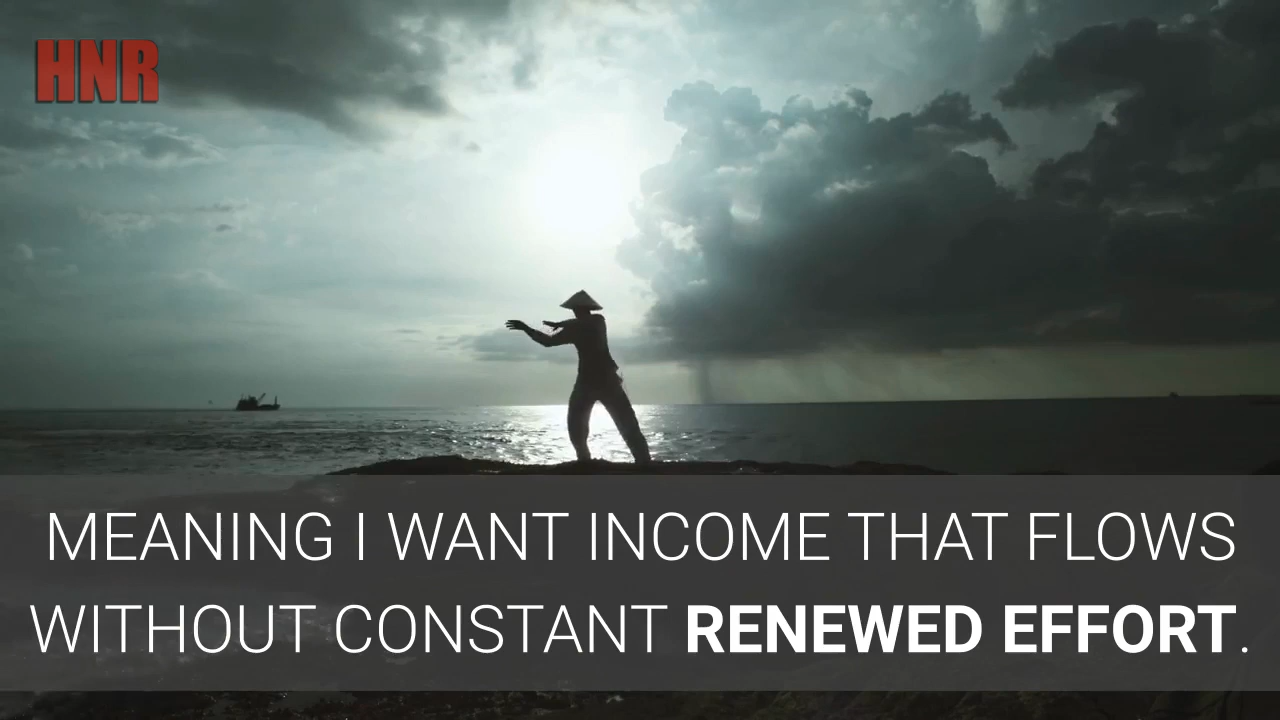 HNR
MEANING I WANT INCOME THAT FLOWS
WITHOUT CONSTANT RENEWED EFFORT.